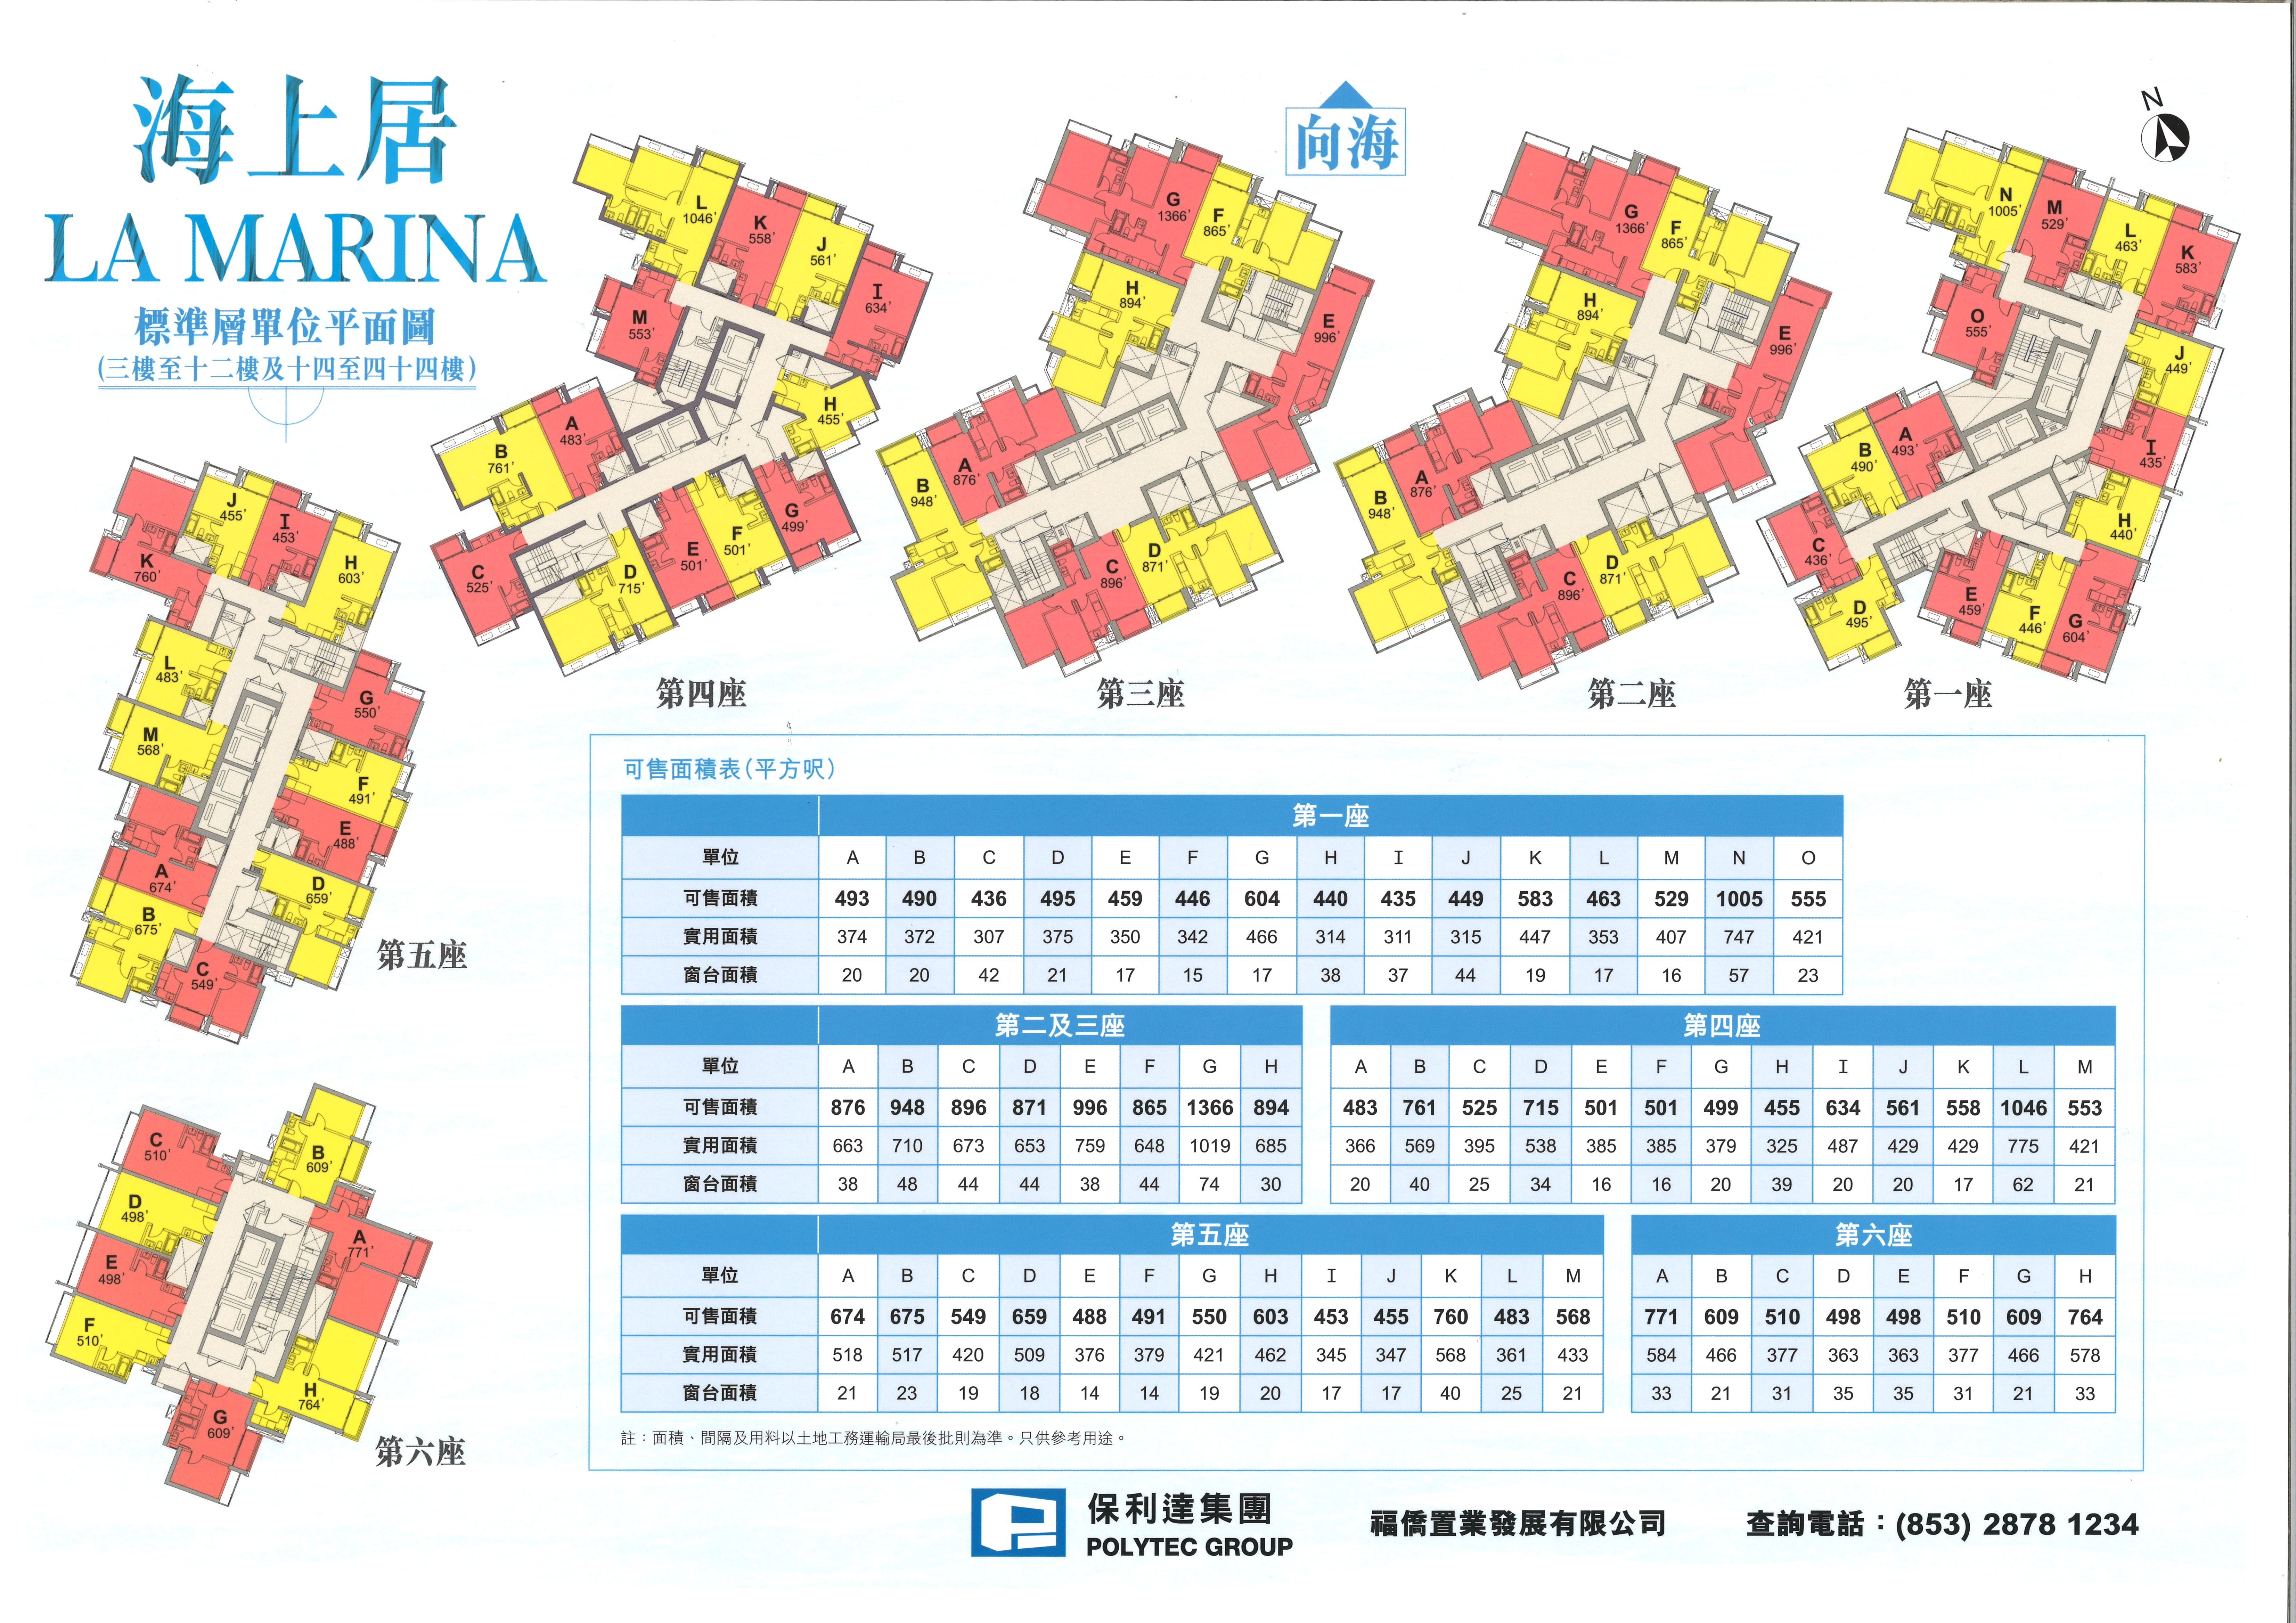 海上居
LA MARINA
標準層單位平面圖
(三樓至十二樓及十四至四十四樓)
向海
N
C 525'
B 761'
A 483'
D 715'
E 501'
F 501'
G 499'
H 455'
I 634'
J 561'
K 558'
L 1046'
M 553'
第四座
B 948'
A 876'
C 896'
D 871'
E 996'
F 865'
G 1366'
H 894'
第三座
B 948'
A 876'
C 896'
D 871'
E 996'
F 865'
G 1366'
H 894'
第二座
C 436'
B 490'
A 493'
D 495'
E 459'
F 446'
G 604'
H 440'
I 435'
J 449'
K 583'
L 463'
M 529'
N 1005'
O 555'
第一座
K 760'
J 455'
I 453'
H 603'
L 483'
M 568'
A 674'
B 675'
C 549'
D 659'
E 488'
F 491'
G 550'
第五座
C 510'
D 498'
E 498'
F 510'
G 609'
H 764'
A 771'
B 609'
第六座
可售面積表(平方呎)
第一座
單位 A B C D E F G H I J K L M N O
可售面積 493 490 436 495 459 446 604 440 435 449 583 463 529 1005 555
實用面積 374 372 307 375 350 342 466 314 311 315 447 353 407 747 421
窗台面積 20 20 42 21 17 15 17 38 37 44 19 17 16 57 23
第二及三座 第四座
單位 A B C D E F G H A B C D E F G H I J K L M
可售面積 876 948 896 871 996 865 1366 894 483 761 525 715 501 501 499 455 634 561 558 1046 553
實用面積 663 710 673 653 759 648 1019 685 366 569 395 538 385 385 379 325 487 429 429 775 421
窗台面積 38 48 44 44 38 44 74 30 20 40 25 34 16 16 20 39 20 20 17 62 21
第五座 第六座
單位 A B C D E F G H I J K L M A B C D E F G H
可售面積 674 675 549 659 488 491 550 603 453 455 760 483 568 771 609 510 498 498 510 609 764
實用面積 518 517 420 509 376 379 421 462 345 347 568 361 433 584 466 377 363 363 377 466 578
窗台面積 21 23 19 18 14 14 19 20 17 17 40 25 21 33 21 31 35 35 31 21 33
註：面積、間隔及用料以土地工務運輸局最後批則為準。只供參考用途。
保利達集團
POLYTEC GROUP
福僑置業發展有限公司
查詢電話：(853) 2878 1234